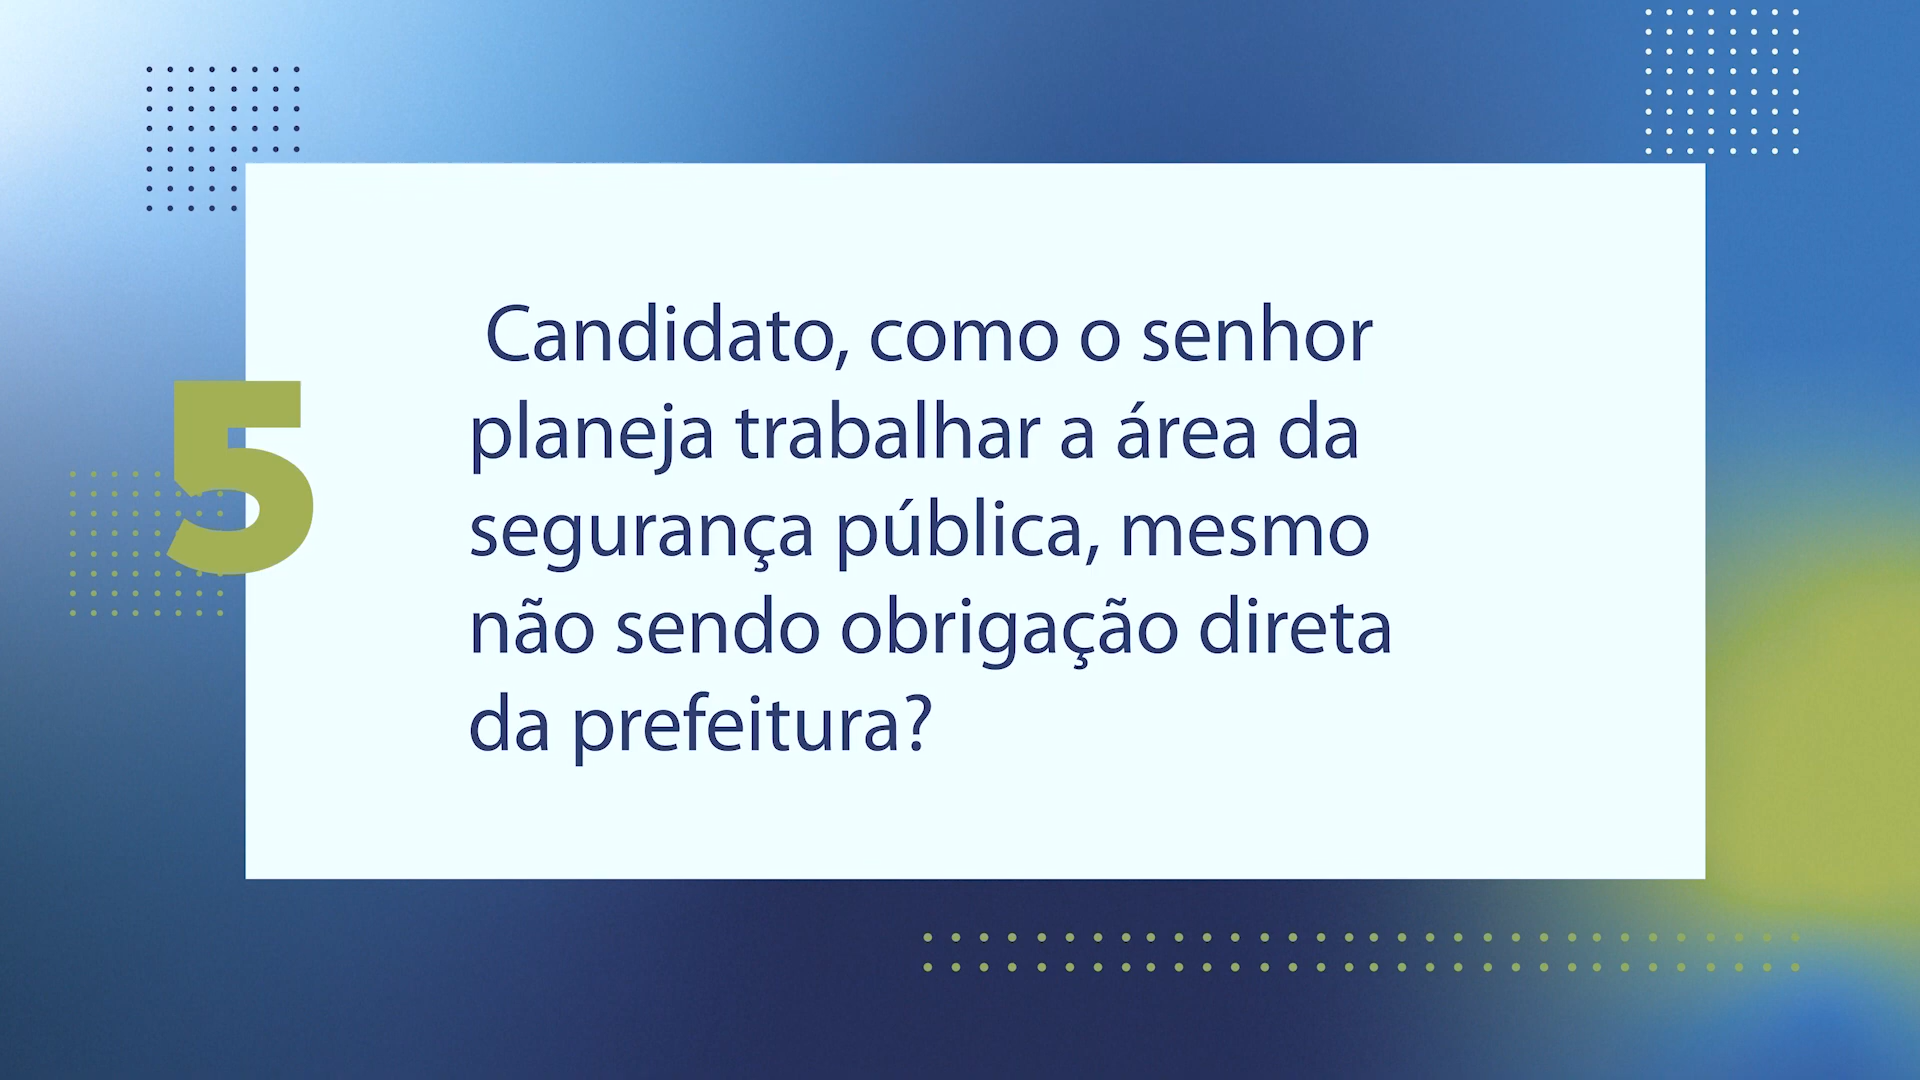 5
Candidato, como o senhor
planeja trabalhar a área da
segurança pública, mesmo
não sendo obrigação direta
da prefeitura?